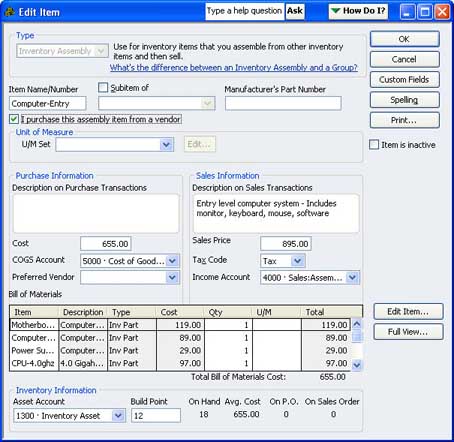 Edit Item
Type a help question Ask
How Do I?
Type
Inventory Assembly
Use for inventory items that you assemble from other inventory
items and then sell.
What's the difference between an Inventory Assembly and a Group?
OK
Cancel
Custom Fields
Spelling
Print...
Item is inactive
Item Name/Number
Subitem of
Manufacturer's Part Number
Computer-Entry
I purchase this assembly item from a vendor
Unit of Measure
U/M Set
Edit...
Purchase Information
Description on Purchase Transactions
Cost 655.00
COGS Account 5000 · Cost of Good...
Preferred Vendor
Sales Information
Description on Sales Transactions
Entry level computer system - Includes
monitor, keyboard, mouse, software
Sales Price 895.00
Tax Code Tax
Income Account 4000 · Sales:Assem...
Bill of Materials
Item Description Type Cost Qty U/M Total
Motherbo... Computer... Inv Part 119.00 1 119.00
Computer... Computer... Inv Part 89.00 1 89.00
Power Su... Computer... Inv Part 29.00 1 29.00
CPU-4.0ghz 4.0 Gigah... Inv Part 97.00 1 97.00
Total Bill of Materials Cost: 655.00
Edit Item...
Full View...
Inventory Information
Asset Account Build Point On Hand Avg. Cost On P.O. On Sales Order
1300 · Inventory Asset 12 18 655.00 0 0